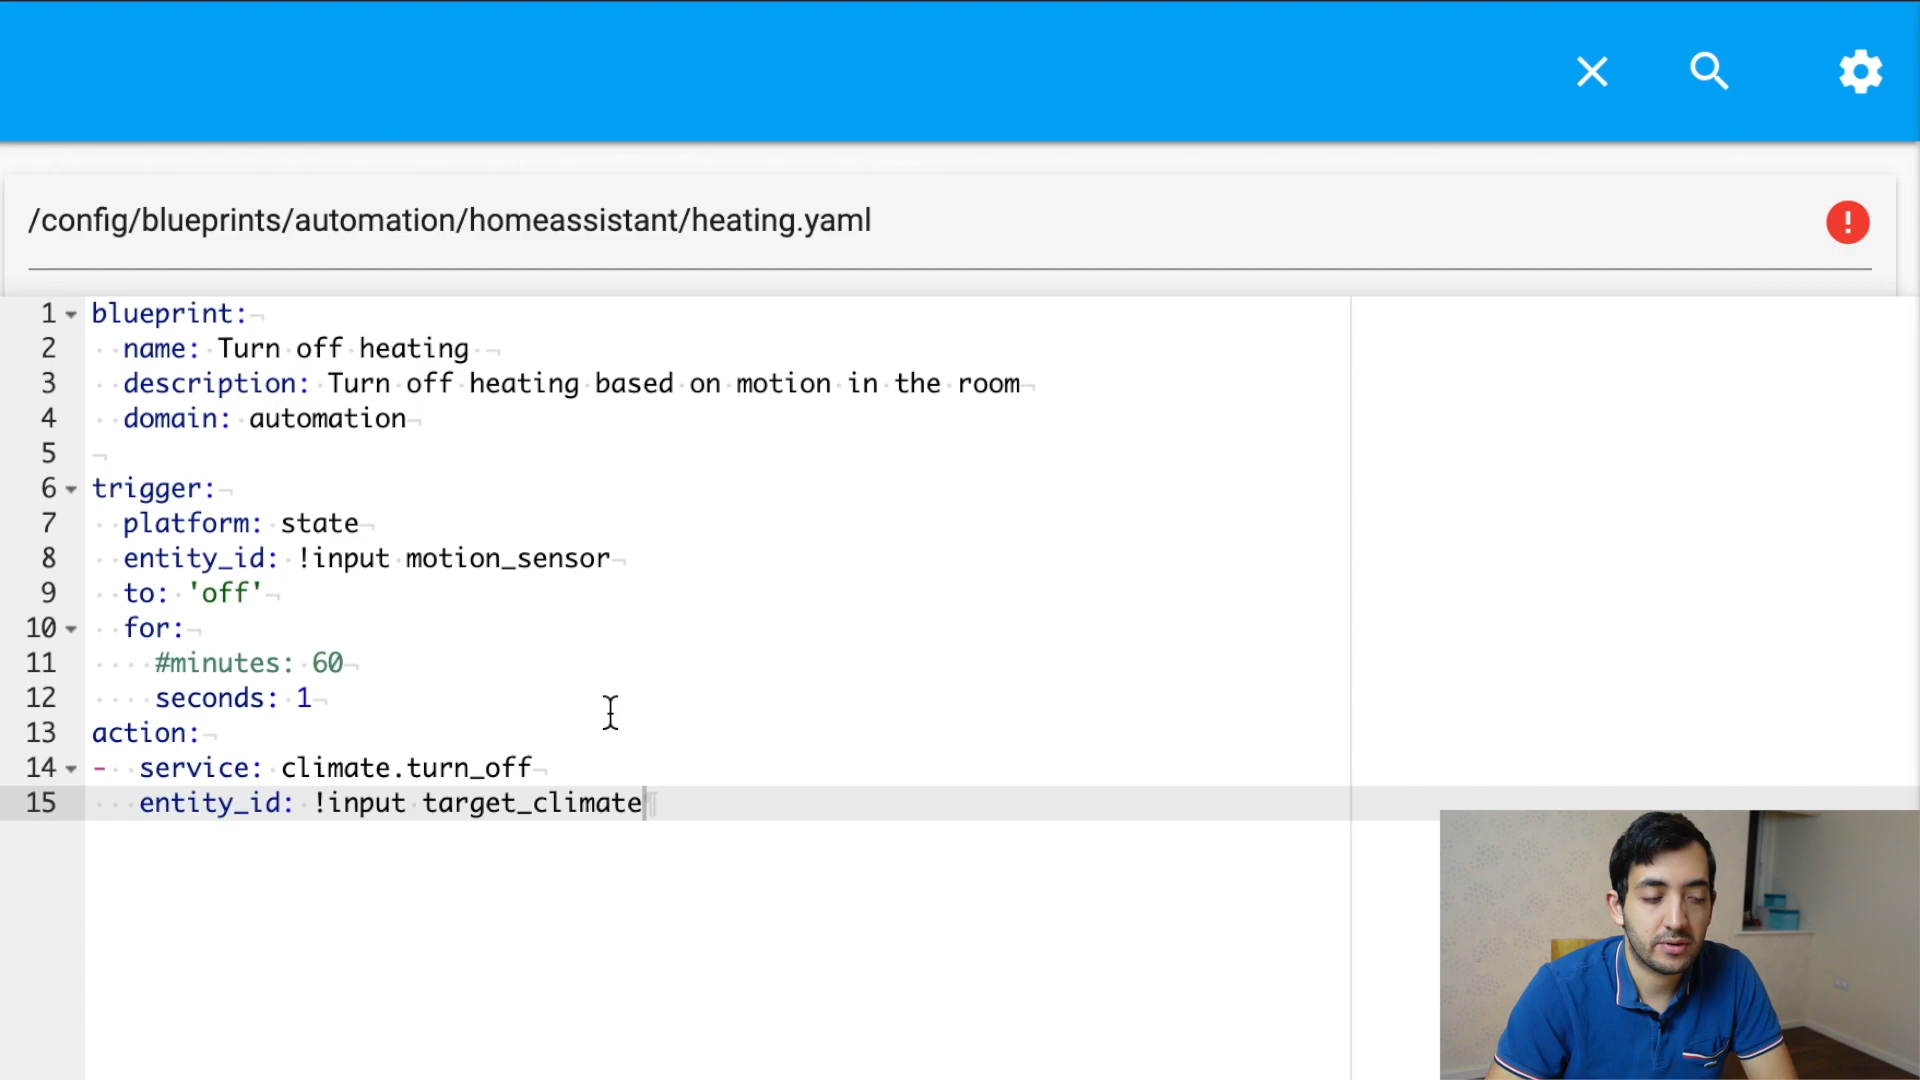 /config/blueprints/automation/homeassistant/heating.yaml
1 blueprint:
2 name: Turn off heating
3 description: Turn off heating based on motion in the room
4 domain: automation
5
6 trigger:
7 platform: state
8 entity_id: !input motion_sensor
9 to: 'off'
10 for:
11 #minutes: 60
12 seconds: 1
13 action:
14 - service: climate.turn_off
15 entity_id: !input target_climate